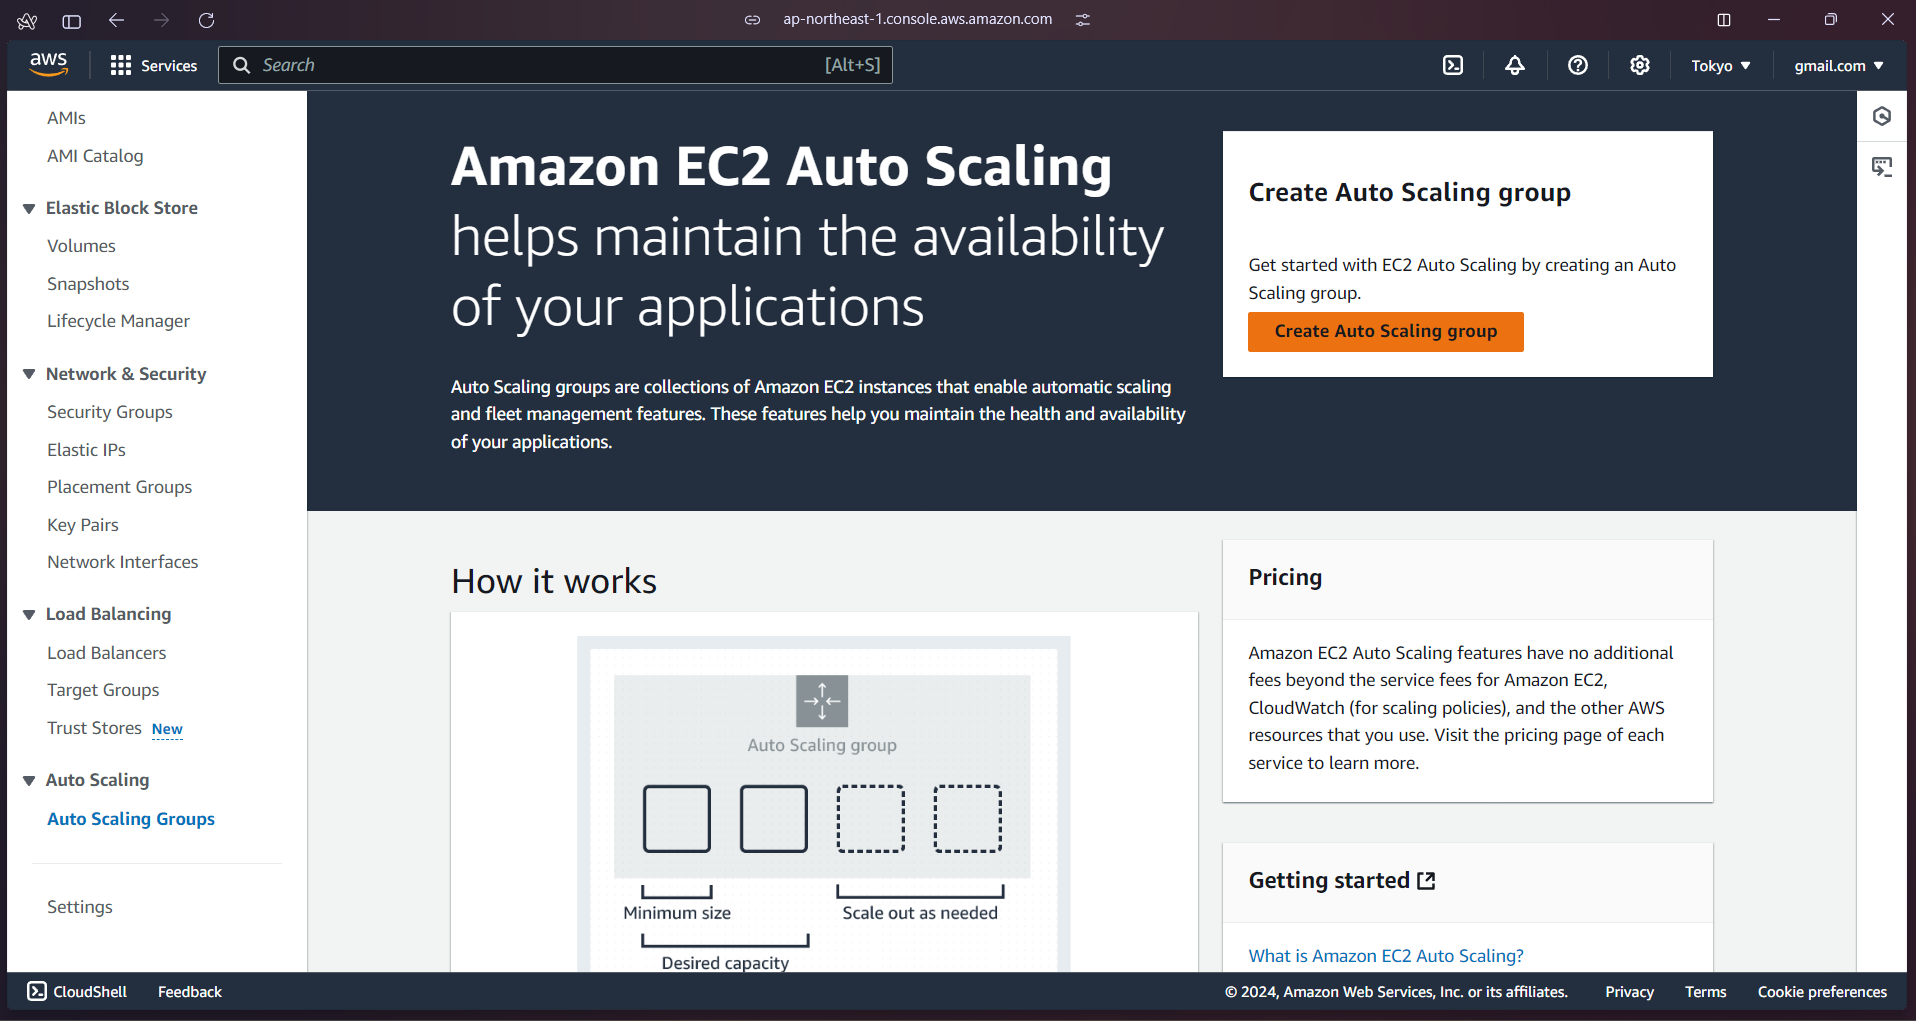 ap-northeast-1.console.aws.amazon.com
aws
Services
Search
[Alt+S]
Tokyo
gmail.com
AMIs
AMI Catalog
Elastic Block Store
Volumes
Snapshots
Lifecycle Manager
Network & Security
Security Groups
Elastic IPs
Placement Groups
Key Pairs
Network Interfaces
Load Balancing
Load Balancers
Target Groups
Trust Stores New
Auto Scaling
Auto Scaling Groups
Settings
Amazon EC2 Auto Scaling
helps maintain the availability
of your applications
Auto Scaling groups are collections of Amazon EC2 instances that enable automatic scaling
and fleet management features. These features help you maintain the health and availability
of your applications.
Create Auto Scaling group
Get started with EC2 Auto Scaling by creating an Auto
Scaling group.
Create Auto Scaling group
How it works
Auto Scaling group
Minimum size
Scale out as needed
Desired capacity
Pricing
Amazon EC2 Auto Scaling features have no additional
fees beyond the service fees for Amazon EC2,
CloudWatch (for scaling policies), and the other AWS
resources that you use. Visit the pricing page of each
service to learn more.
Getting started
What is Amazon EC2 Auto Scaling?
CloudShell
Feedback
© 2024, Amazon Web Services, Inc. or its affiliates.
Privacy
Terms
Cookie preferences